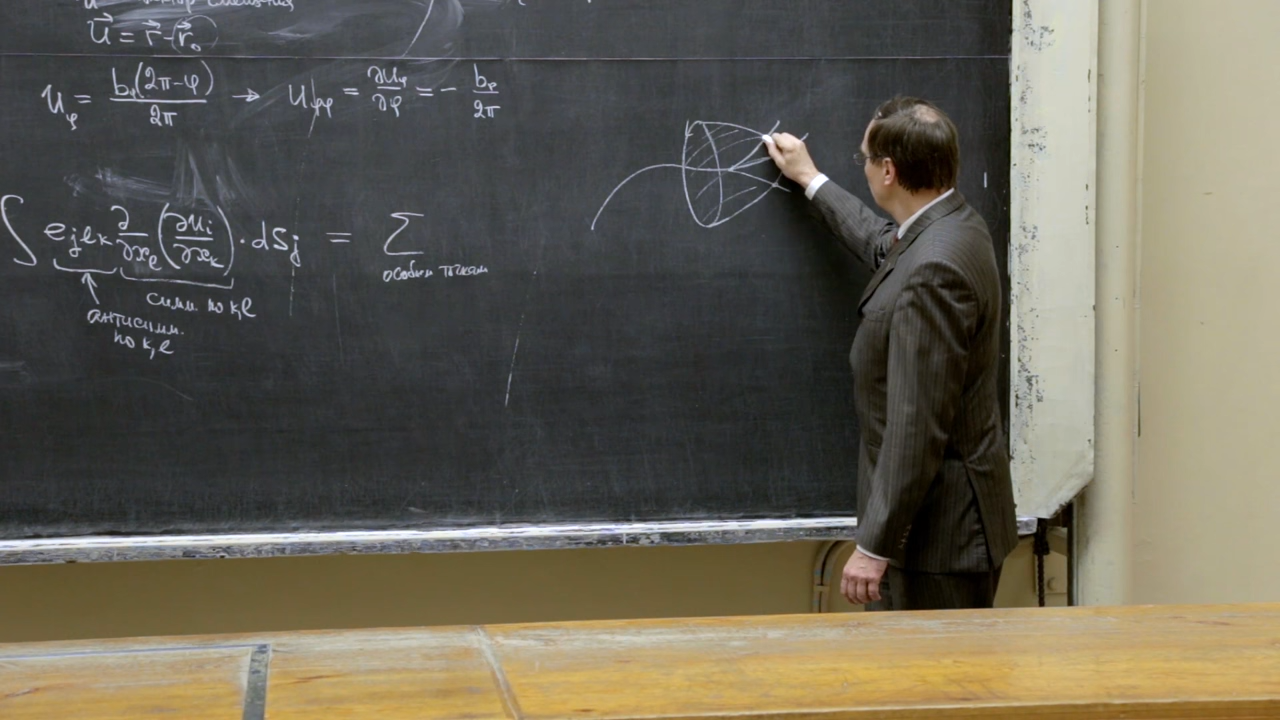 u⃗ = r⃗ - r⃗₀
u_φ = b_φ(2π-φ)/2π → u_φφ = ∂u_φ/∂φ = - b_φ/2π
∫ e_jlk ∂/∂x_l (∂u_i/∂x_k) · dS_j = Σ
особым точкам
симм по k,l
антисимм.
по k,l